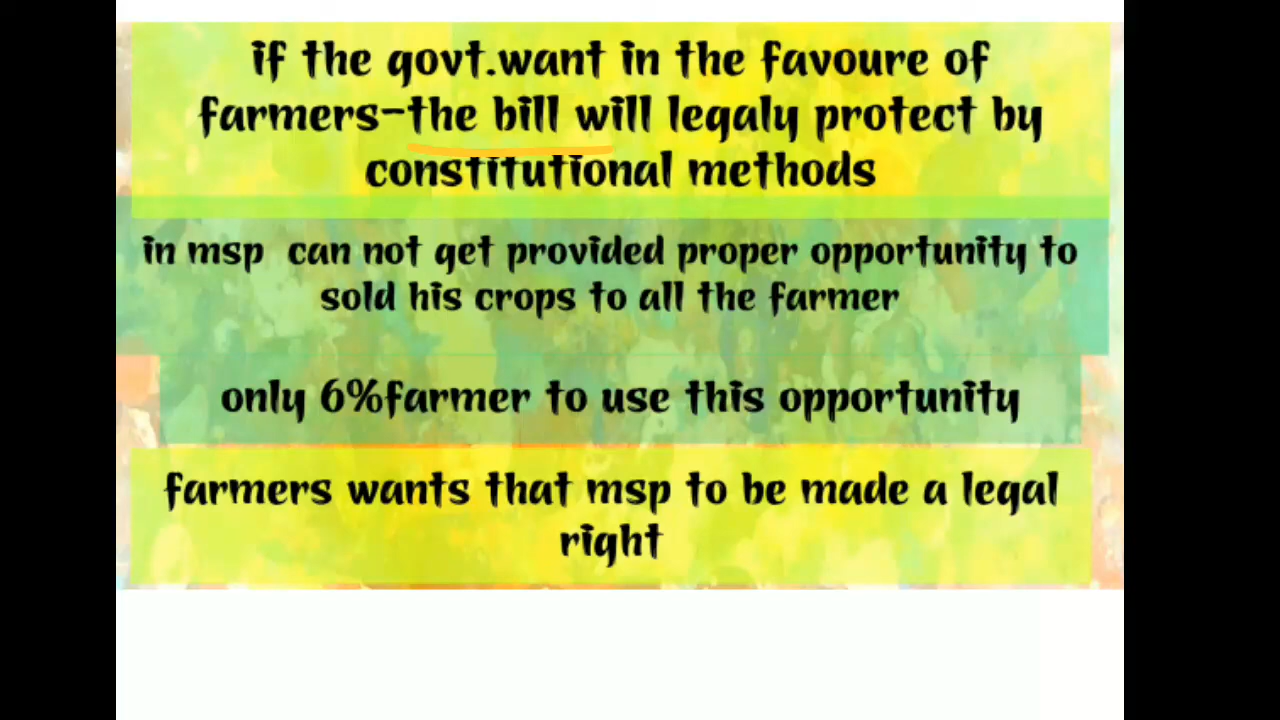 if the govt.want in the favoure of
farmers-the bill will legaly protect by
constitutional methods
in msp can not get provided proper opportunity to
sold his crops to all the farmer
only 6%farmer to use this opportunity
farmers wants that msp to be made a legal
right